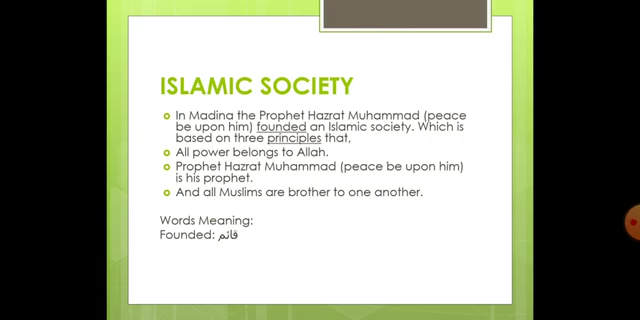 ISLAMIC SOCIETY
In Madina the Prophet Hazrat Muhammad (peace
be upon him) founded an Islamic society. Which is
based on three principles that,
All power belongs to Allah.
Prophet Hazrat Muhammad (peace be upon him)
is his prophet.
And all Muslims are brother to one another.
Words Meaning:
Founded: قائم